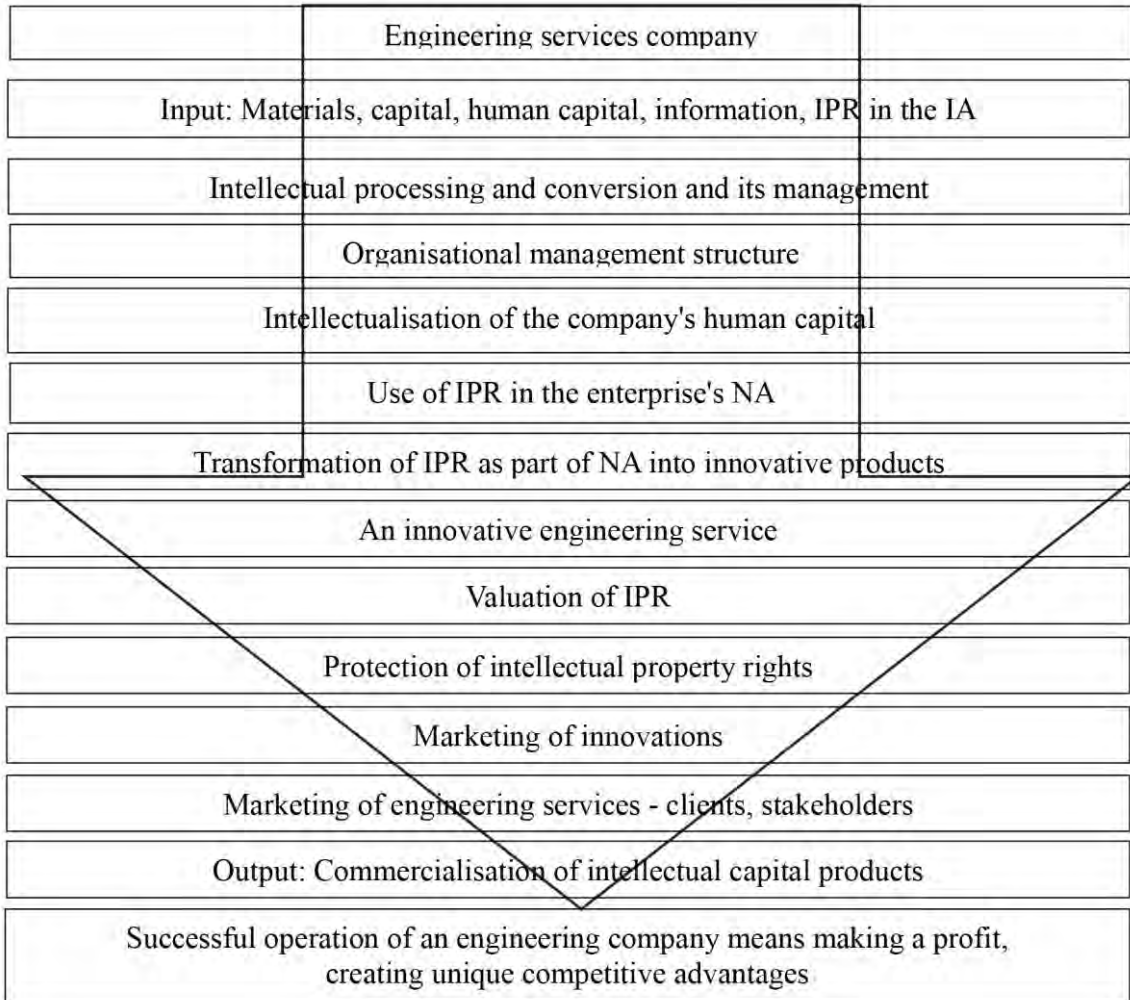 Engineering services company
Input: Materials, capital, human capital, information, IPR in the IA
Intellectual processing and conversion and its management
Organisational management structure
Intellectualisation of the company's human capital
Use of IPR in the enterprise's NA
Transformation of IPR as part of NA into innovative products
An innovative engineering service
Valuation of IPR
Protection of intellectual property rights
Marketing of innovations
Marketing of engineering services - clients, stakeholders
Output: Commercialisation of intellectual capital products
Successful operation of an engineering company means making a profit,
creating unique competitive advantages